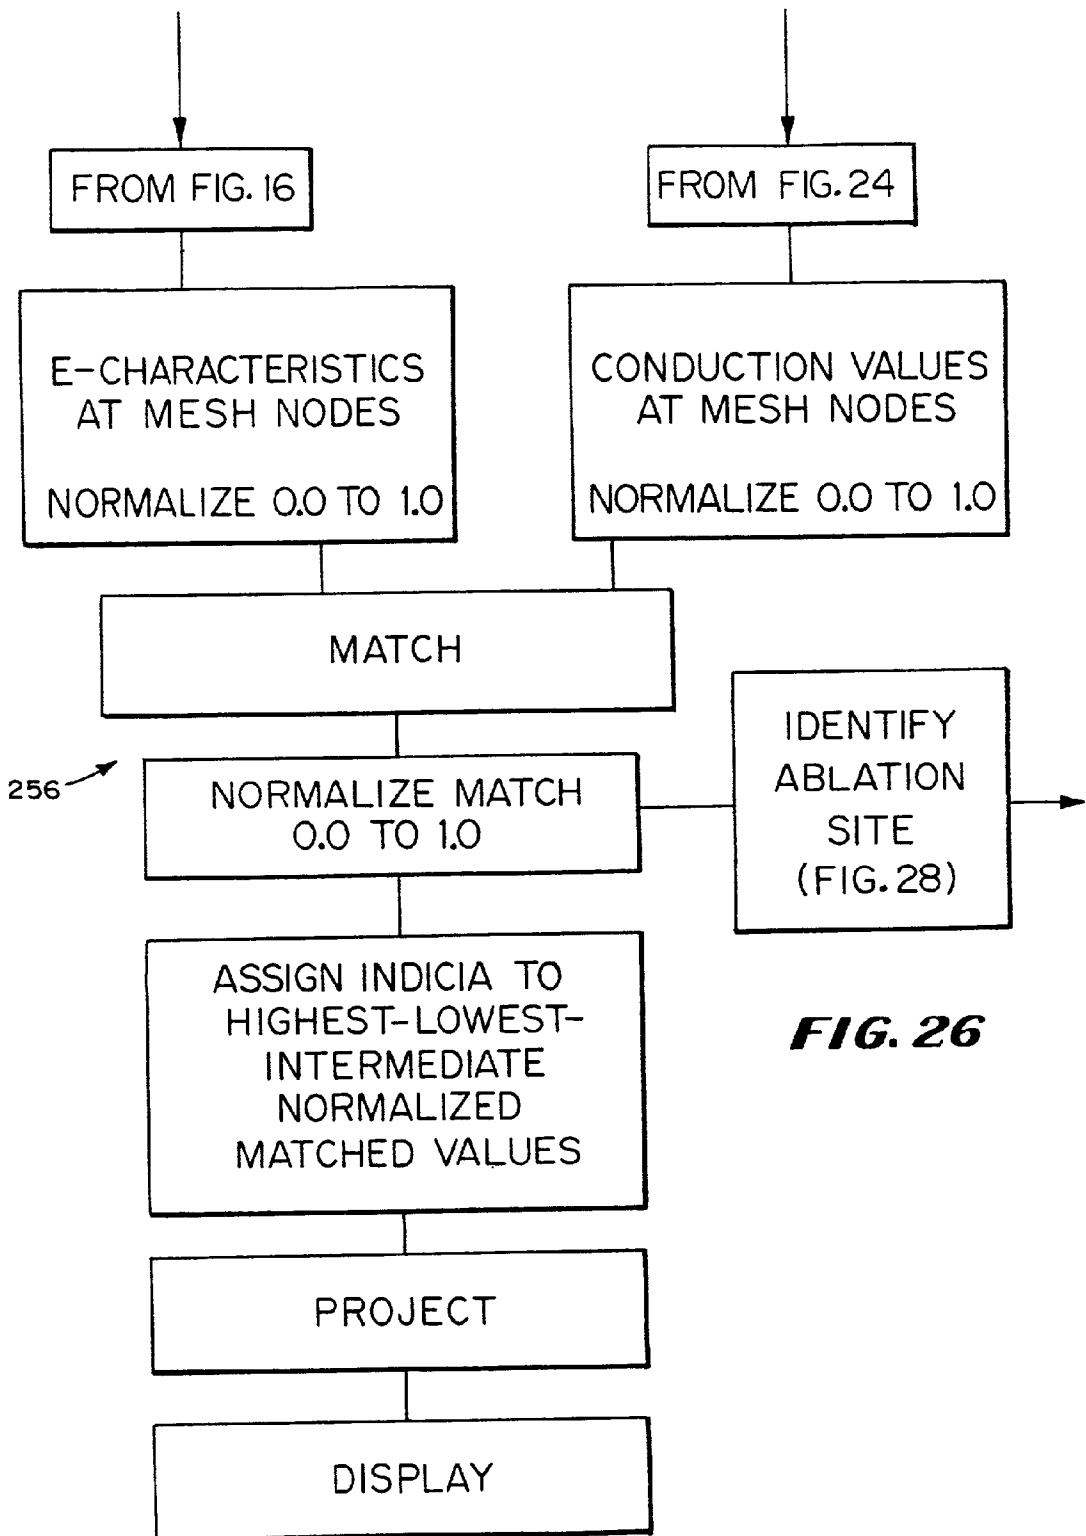 FROM FIG. 16
FROM FIG. 24
E-CHARACTERISTICS
AT MESH NODES
NORMALIZE 0.0 TO 1.0
CONDUCTION VALUES
AT MESH NODES
NORMALIZE 0.0 TO 1.0
MATCH
256
NORMALIZE MATCH
0.0 TO 1.0
IDENTIFY
ABLATION
SITE
(FIG. 28)
ASSIGN INDICIA TO
HIGHEST-LOWEST-
INTERMEDIATE
NORMALIZED
MATCHED VALUES
FIG. 26
PROJECT
DISPLAY